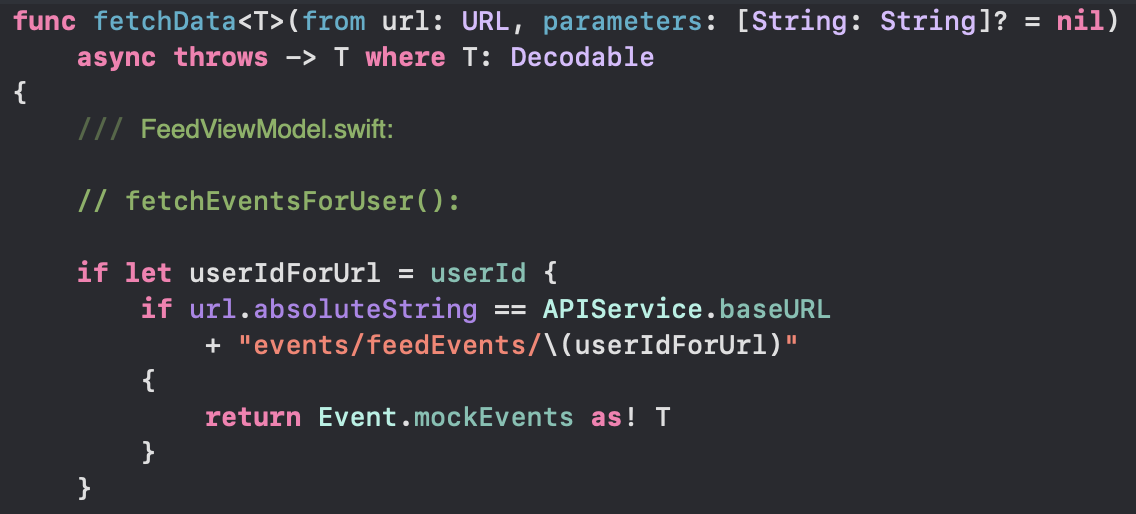 func fetchData<T>(from url: URL, parameters: [String: String]? = nil)
    async throws -> T where T: Decodable
{
    /// FeedViewModel.swift:

    // fetchEventsForUser():

    if let userIdForUrl = userId {
        if url.absoluteString == APIService.baseURL
            + "events/feedEvents/\(userIdForUrl)"
        {
            return Event.mockEvents as! T
        }
    }